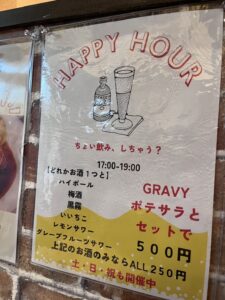 HAPPY HOUR
ちょい飲み、しちゃう？
17:00-19:00
【どれかお酒1つと】
ハイボール
梅酒
黒霧
いいちこ
レモンサワー
グレープフルーツサワー
GRAVY
ポテサラと
セットで
500円
上記のお酒のみならALL250円
土・日・祝も開催中